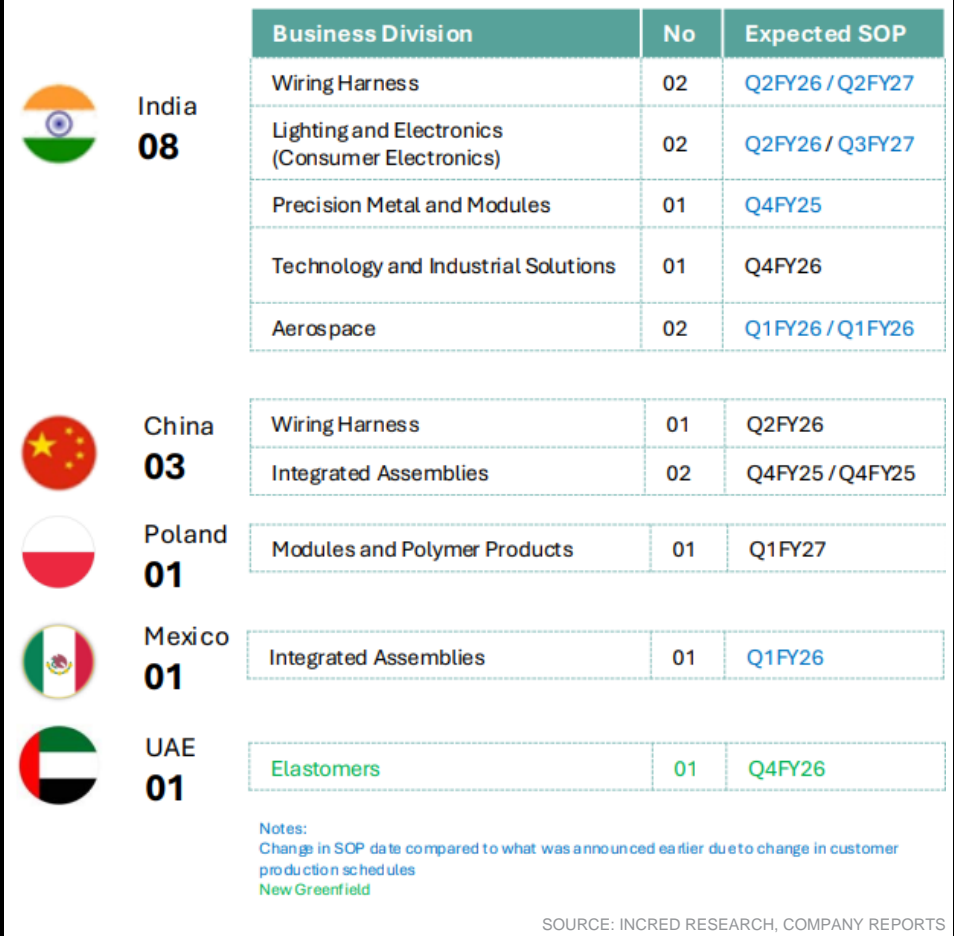 Business Division No Expected SOP
India
08
Wiring Harness 02 Q2FY26 / Q2FY27
Lighting and Electronics
(Consumer Electronics) 02 Q2FY26 / Q3FY27
Precision Metal and Modules 01 Q4FY25
Technology and Industrial Solutions 01 Q4FY26
Aerospace 02 Q1FY26 / Q1FY26
China
03
Wiring Harness 01 Q2FY26
Integrated Assemblies 02 Q4FY25 / Q4FY25
Poland
01
Modules and Polymer Products 01 Q1FY27
Mexico
01
Integrated Assemblies 01 Q1FY26
UAE
01
Elastomers 01 Q4FY26
Notes:
Change in SOP date compared to what was announced earlier due to change in customer
production schedules
New Greenfield
SOURCE: INCRED RESEARCH, COMPANY REPORTS